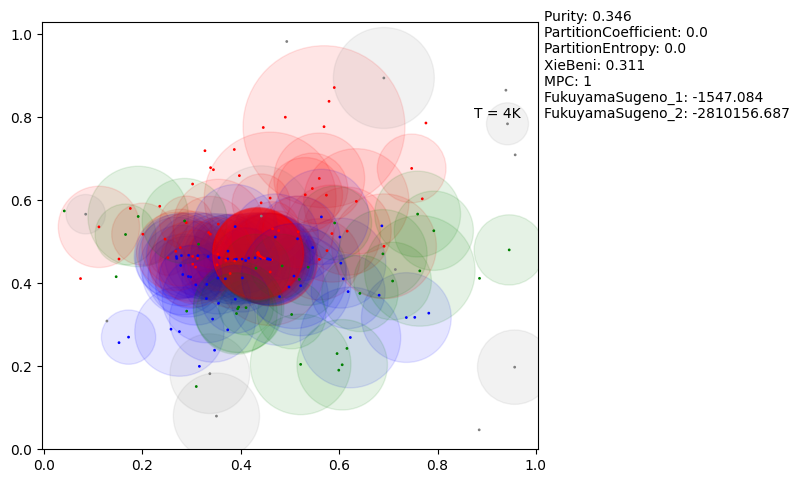 Purity: 0.346
PartitionCoefficient: 0.0
PartitionEntropy: 0.0
XieBeni: 0.311
MPC: 1
FukuyamaSugeno_1: -1547.084
FukuyamaSugeno_2: -2810156.687
T = 4K
1.0
0.8
0.6
0.4
0.2
0.0
0.0 0.2 0.4 0.6 0.8 1.0